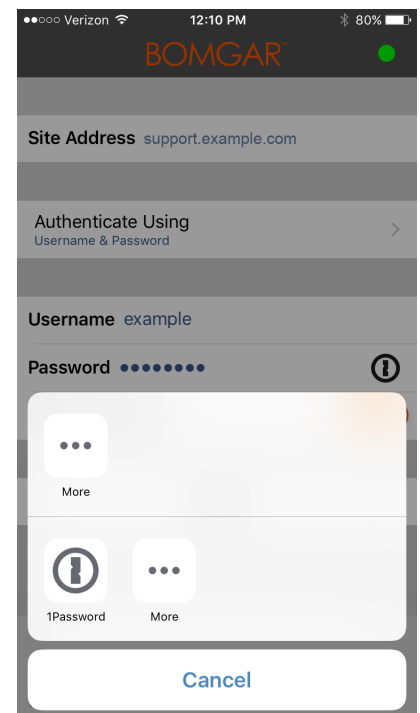 Verizon 12:10 PM 80%
BOMGAR™
Site Address support.example.com
Authenticate Using
Username & Password
Username example
Password ••••••••
More
1Password More
Cancel